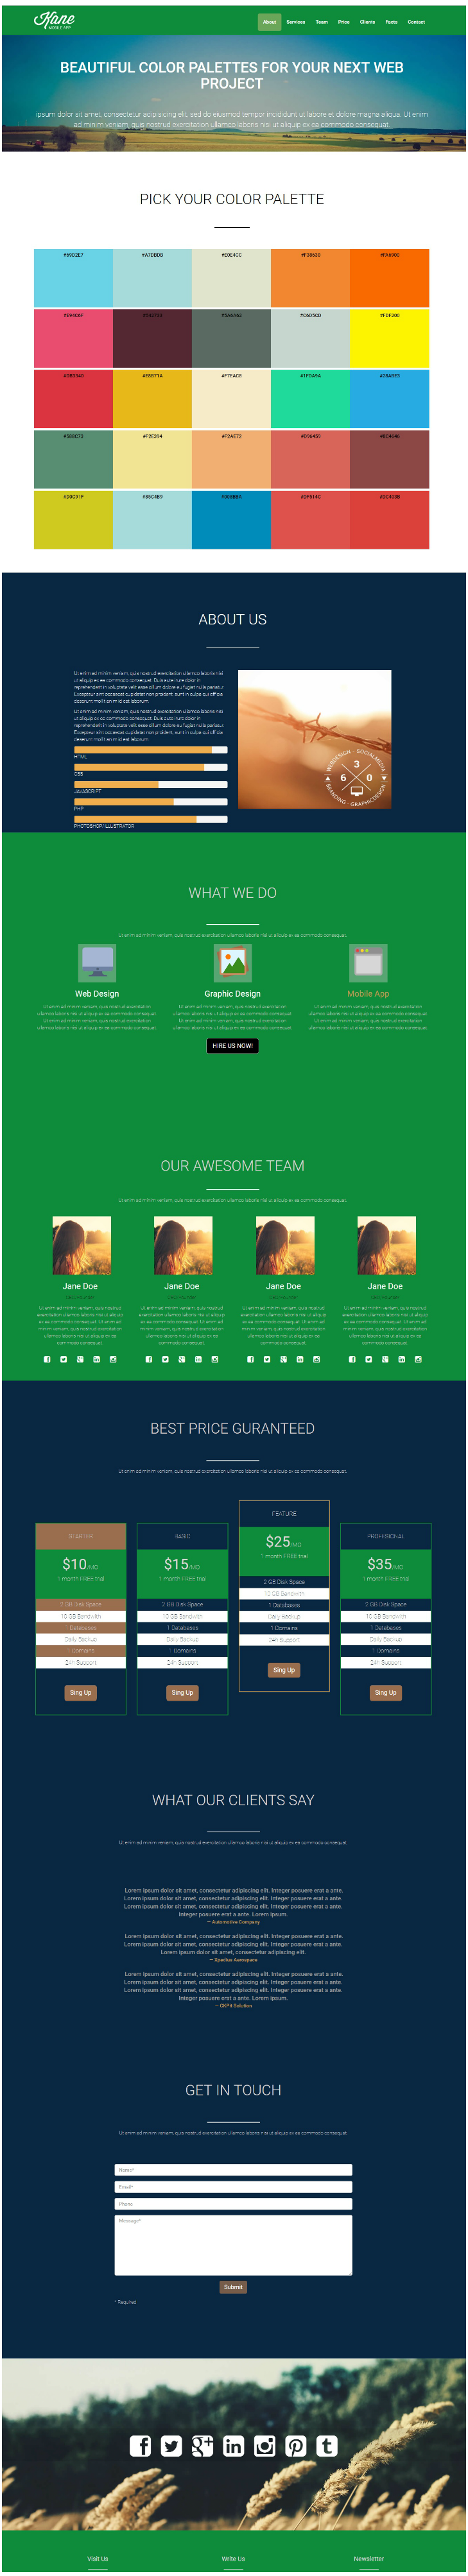 Kane
MOBILE APP
About Services Team Price Clients Facts Contact
BEAUTIFUL COLOR PALETTES FOR YOUR NEXT WEB
PROJECT
ipsum dolor sit amet, consectetur adipisicing elit, sed do eiusmod tempor incididunt ut labore et dolore magna aliqua. Ut enim
ad minim veniam, quis nostrud exercitation ullamco laboris nisi ut aliquip ex ea commodo consequat.
PICK YOUR COLOR PALETTE
#69D2E7 #A7DBDB #E0E4CC #F38630 #FA6900
#C6D5CD #FDF200
#DB3340 #E8B71A #F7EAC8 #1FDA9A #28ABE3
#588C73 #F2E394 #F2AE72 #D96459 #8C4646
#D0C91F #85C4B9 #008BBA #DF514C #DC403B
ABOUT US
Ut enim ad minim veniam, quis nostrud exercitation ullamco laboris nisi
ut aliquip ex ea commodo consequat. Duis aute irure dolor in
reprehenderit in voluptate velit esse cillum dolore eu fugiat nulla pariatur.
Excepteur sint occaecat cupidatat non proident, sunt in culpa qui officia
deserunt mollit anim id est laborum.
Ut enim ad minim veniam, quis nostrud exercitation ullamco laboris nisi
ut aliquip ex ea commodo consequat. Duis aute irure dolor in
reprehenderit in voluptate velit esse cillum dolore eu fugiat nulla pariatur.
Excepteur sint occaecat cupidatat non proident, sunt in culpa qui officia
deserunt mollit anim id est laborum.
HTML
CSS
JAVASCRIPT
PHP
PHOTOSHOP/ILLUSTRATOR
WEBDESIGN - SOCIALMEDIA
3
6 0
BRANDING - GRAPHICDESIGN
WHAT WE DO
Ut enim ad minim veniam, quis nostrud exercitation ullamco laboris nisi ut aliquip ex ea commodo consequat.
Web Design Graphic Design Mobile App
Ut enim ad minim veniam, quis nostrud exercitation Ut enim ad minim veniam, quis nostrud exercitation Ut enim ad minim veniam, quis nostrud exercitation
ullamco laboris nisi ut aliquip ex ea commodo consequat. ullamco laboris nisi ut aliquip ex ea commodo consequat. ullamco laboris nisi ut aliquip ex ea commodo consequat.
Ut enim ad minim veniam, quis nostrud exercitation Ut enim ad minim veniam, quis nostrud exercitation Ut enim ad minim veniam, quis nostrud exercitation
ullamco laboris nisi ut aliquip ex ea commodo consequat. ullamco laboris nisi ut aliquip ex ea commodo consequat. ullamco laboris nisi ut aliquip ex ea commodo consequat.
HIRE US NOW!
OUR AWESOME TEAM
Ut enim ad minim veniam, quis nostrud exercitation ullamco laboris nisi ut aliquip ex ea commodo consequat.
Jane Doe Jane Doe Jane Doe Jane Doe
Ut enim ad minim veniam, quis nostrud Ut enim ad minim veniam, quis nostrud Ut enim ad minim veniam, quis nostrud Ut enim ad minim veniam, quis nostrud
exercitation ullamco laboris nisi ut aliquip exercitation ullamco laboris nisi ut aliquip exercitation ullamco laboris nisi ut aliquip exercitation ullamco laboris nisi ut aliquip
ex ea commodo consequat. Ut enim ad ex ea commodo consequat. Ut enim ad ex ea commodo consequat. Ut enim ad ex ea commodo consequat. Ut enim ad
minim veniam, quis nostrud exercitation minim veniam, quis nostrud exercitation minim veniam, quis nostrud exercitation minim veniam, quis nostrud exercitation
ullamco laboris nisi ut aliquip ex ea ullamco laboris nisi ut aliquip ex ea ullamco laboris nisi ut aliquip ex ea ullamco laboris nisi ut aliquip ex ea
commodo consequat. commodo consequat. commodo consequat. commodo consequat.
BEST PRICE GURANTEED
Ut enim ad minim veniam, quis nostrud exercitation ullamco laboris nisi ut aliquip ex ea commodo consequat.
STARTER BASIC FEATURE PROFESIONAL
$10/MO $15/MO $25/MO $35/MO
1 month FREE trial 1 month FREE trial 1 month FREE trial 1 month FREE trial
2 GB Disk Space 2 GB Disk Space 2 GB Disk Space 2 GB Disk Space
10 GB Bandwith 10 GB Bandwith 10 GB Bandwith 10 GB Bandwith
1 Databases 1 Databases 1 Databases 1 Databases
Daily Backup Daily Backup Daily Backup Daily Backup
1 Domains 1 Domains 1 Domains 1 Domains
24h Support 24h Support 24h Support 24h Support
Sing Up Sing Up Sing Up Sing Up
WHAT OUR CLIENTS SAY
Ut enim ad minim veniam, quis nostrud exercitation ullamco laboris nisi ut aliquip ex ea commodo consequat.
Lorem ipsum dolor sit amet, consectetur adipiscing elit. Integer posuere erat a ante.
Lorem ipsum dolor sit amet, consectetur adipiscing elit. Integer posuere erat a ante.
Lorem ipsum dolor sit amet, consectetur adipiscing elit. Integer posuere erat a ante.
Integer posuere erat a ante. Lorem ipsum.
— Automotive Company
Lorem ipsum dolor sit amet, consectetur adipiscing elit. Integer posuere erat a ante.
Lorem ipsum dolor sit amet, consectetur adipiscing elit. Integer posuere erat a ante.
Lorem ipsum dolor sit amet, consectetur adipiscing elit.
— Spedius Aerospace
Lorem ipsum dolor sit amet, consectetur adipiscing elit. Integer posuere erat a ante.
Lorem ipsum dolor sit amet, consectetur adipiscing elit. Integer posuere erat a ante.
Lorem ipsum dolor sit amet, consectetur adipiscing elit. Integer posuere erat a ante.
Integer posuere erat a ante. Lorem ipsum.
— CKPS Solution
GET IN TOUCH
Ut enim ad minim veniam, quis nostrud exercitation ullamco laboris nisi ut aliquip ex ea commodo consequat.
Name*
Email*
Phone
Message*
Submit
* Required
Visit Us Write Us Newsletter